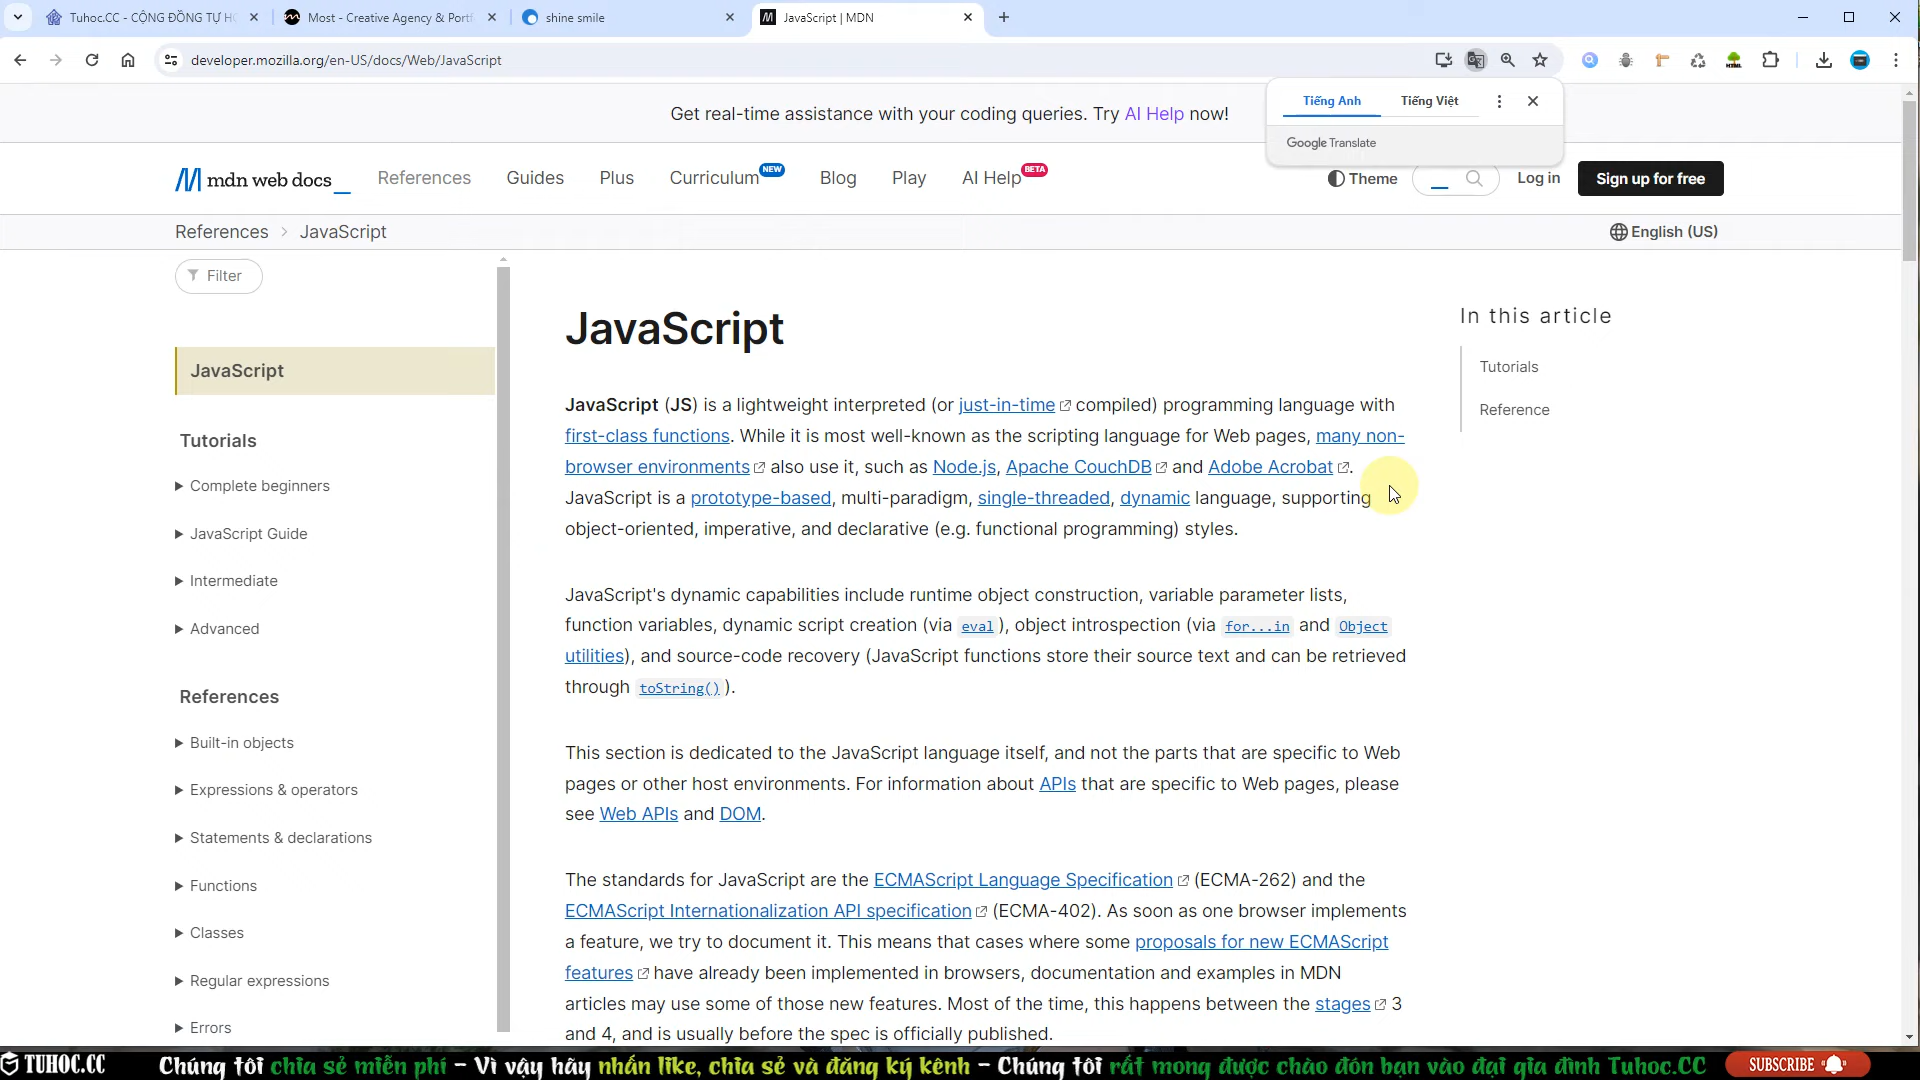 Tuhoc.CC - CỘNG ĐỒNG TỰ HỌ
Most - Creative Agency & Portf
shine smile
JavaScript | MDN
developer.mozilla.org/en-US/docs/Web/JavaScript
Tiếng Anh
Tiếng Việt
Google Translate
Get real-time assistance with your coding queries. Try AI Help now!
mdn web docs_
References
Guides
Plus
Curriculum NEW
Blog
Play
AI Help BETA
Theme
Log in
Sign up for free
References > JavaScript
English (US)
Filter
JavaScript
Tutorials
Complete beginners
JavaScript Guide
Intermediate
Advanced
References
Built-in objects
Expressions & operators
Statements & declarations
Functions
Classes
Regular expressions
Errors
JavaScript
JavaScript (JS) is a lightweight interpreted (or just-in-time compiled) programming language with
first-class functions. While it is most well-known as the scripting language for Web pages, many non-
browser environments also use it, such as Node.js, Apache CouchDB and Adobe Acrobat.
JavaScript is a prototype-based, multi-paradigm, single-threaded, dynamic language, supporting
object-oriented, imperative, and declarative (e.g. functional programming) styles.
JavaScript's dynamic capabilities include runtime object construction, variable parameter lists,
function variables, dynamic script creation (via eval), object introspection (via for...in and Object
utilities), and source-code recovery (JavaScript functions store their source text and can be retrieved
through toString()).
This section is dedicated to the JavaScript language itself, and not the parts that are specific to Web
pages or other host environments. For information about APIs that are specific to Web pages, please
see Web APIs and DOM.
The standards for JavaScript are the ECMAScript Language Specification (ECMA-262) and the
ECMAScript Internationalization API specification (ECMA-402). As soon as one browser implements
a feature, we try to document it. This means that cases where some proposals for new ECMAScript
features have already been implemented in browsers, documentation and examples in MDN
articles may use some of those new features. Most of the time, this happens between the stages 3
and 4, and is usually before the spec is officially published.
In this article
Tutorials
Reference
TUHOC.CC
Chúng tôi chia sẻ miễn phí – Vì vậy hãy nhấn like, chia sẻ và đăng ký kênh – Chúng tôi rất mong được chào đón bạn vào đại gia đình Tuhoc.CC
SUBSCRIBE